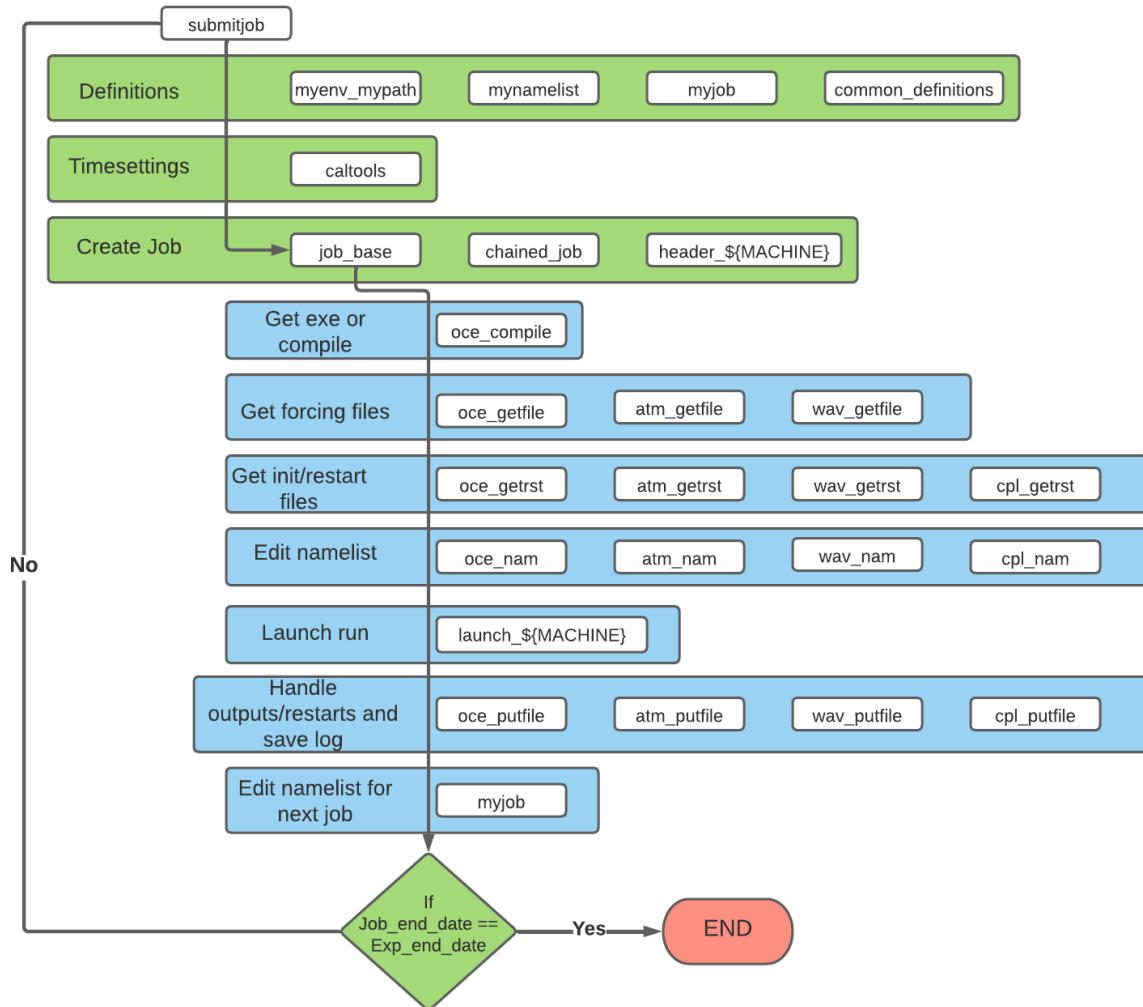 submitjob
Definitions
myenv_mypath
mynamelist
myjob
common_definitions
Timesettings
caltools
Create Job
job_base
chained_job
header_${MACHINE}
Get exe or
compile
oce_compile
Get forcing files
oce_getfile
atm_getfile
wav_getfile
Get init/restart
files
oce_getrst
atm_getrst
wav_getrst
cpl_getrst
No
Edit namelist
oce_nam
atm_nam
wav_nam
cpl_nam
Launch run
launch_${MACHINE}
Handle
outputs/restarts and
save log
oce_putfile
atm_putfile
wav_putfile
cpl_putfile
Edit namelist for
next job
myjob
If
Job_end_date ==
Exp_end_date
Yes
END